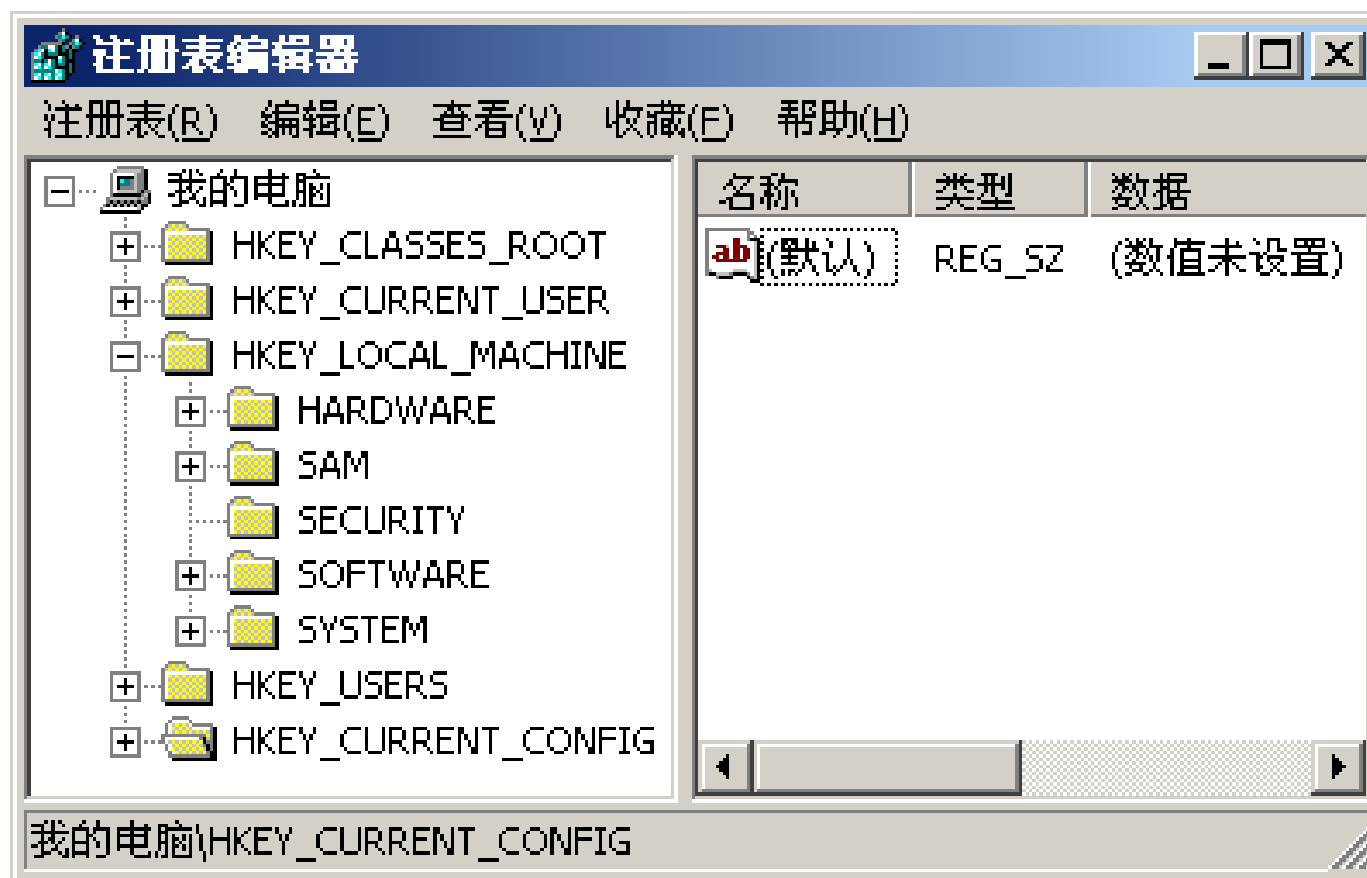 注册表编辑器
注册表(R) 编辑(E) 查看(V) 收藏(F) 帮助(H)
我的电脑
HKEY_CLASSES_ROOT
HKEY_CURRENT_USER
HKEY_LOCAL_MACHINE
HARDWARE
SAM
SECURITY
SOFTWARE
SYSTEM
HKEY_USERS
HKEY_CURRENT_CONFIG
名称 类型 数据
ab (默认) REG_SZ (数值未设置)
我的电脑\HKEY_CURRENT_CONFIG